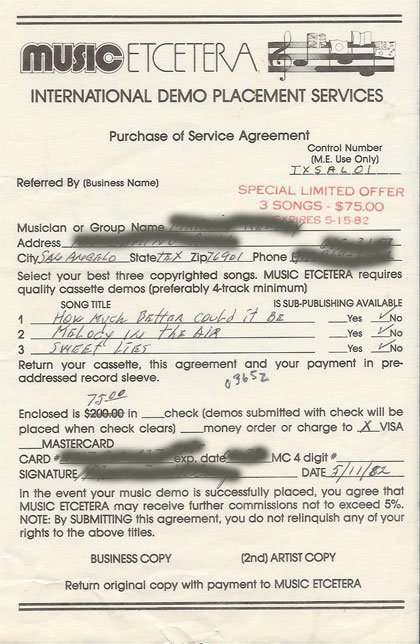 MUSIC ETCETERA
INTERNATIONAL DEMO PLACEMENT SERVICES
Purchase of Service Agreement
Control Number
(M.E. Use Only)
TXSAL01
Referred By (Business Name)
SPECIAL LIMITED OFFER
3 SONGS - $75.00
EXPIRES 5-15-82
Musician or Group Name
Address
City SAN ANGELO State TEX Zip 76901 Phone
Select your best three copyrighted songs. MUSIC ETCETERA requires
quality cassette demos (preferably 4-track minimum)
SONG TITLE IS SUB-PUBLISHING AVAILABLE
1 HOW MUCH BETTER COULD IT BE Yes ✓ No
2 MELODY IN THE AIR Yes ✓ No
3 SWEET LIES Yes ✓ No
Return your cassette, this agreement and your payment in pre-
addressed record sleeve.
03652
75.00
Enclosed is $200.00 in ___check (demos submitted with check will be
placed when check clears) ___money order or charge to X VISA
___MASTERCARD
CARD # exp. date MC 4 digit #
SIGNATURE DATE 5/11/82
In the event your music demo is successfully placed, you agree that
MUSIC ETCETERA may receive further commissions not to exceed 5%.
NOTE: By SUBMITTING this agreement, you do not relinquish any of your
rights to the above titles.
BUSINESS COPY (2nd) ARTIST COPY
Return original copy with payment to MUSIC ETCETERA